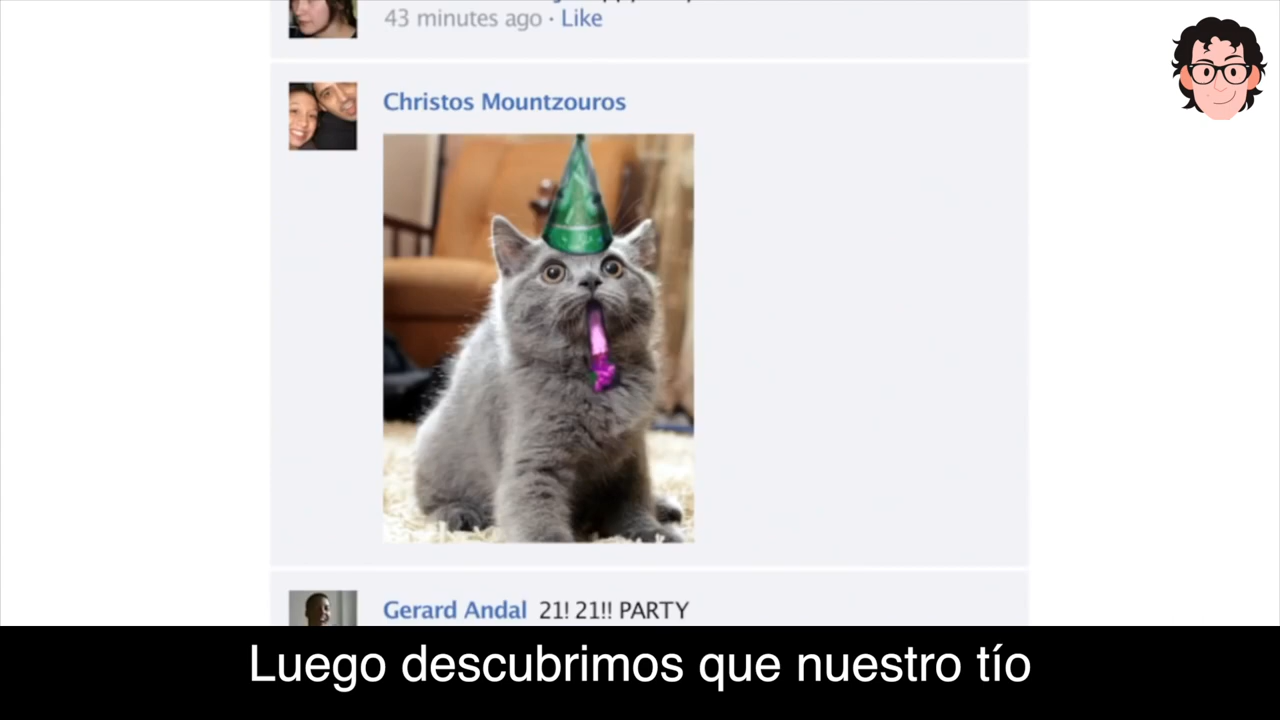 43 minutes ago · Like
Christos Mountzouros
Gerard Andal 21! 21!! PARTY
Luego descubrimos que nuestro tío